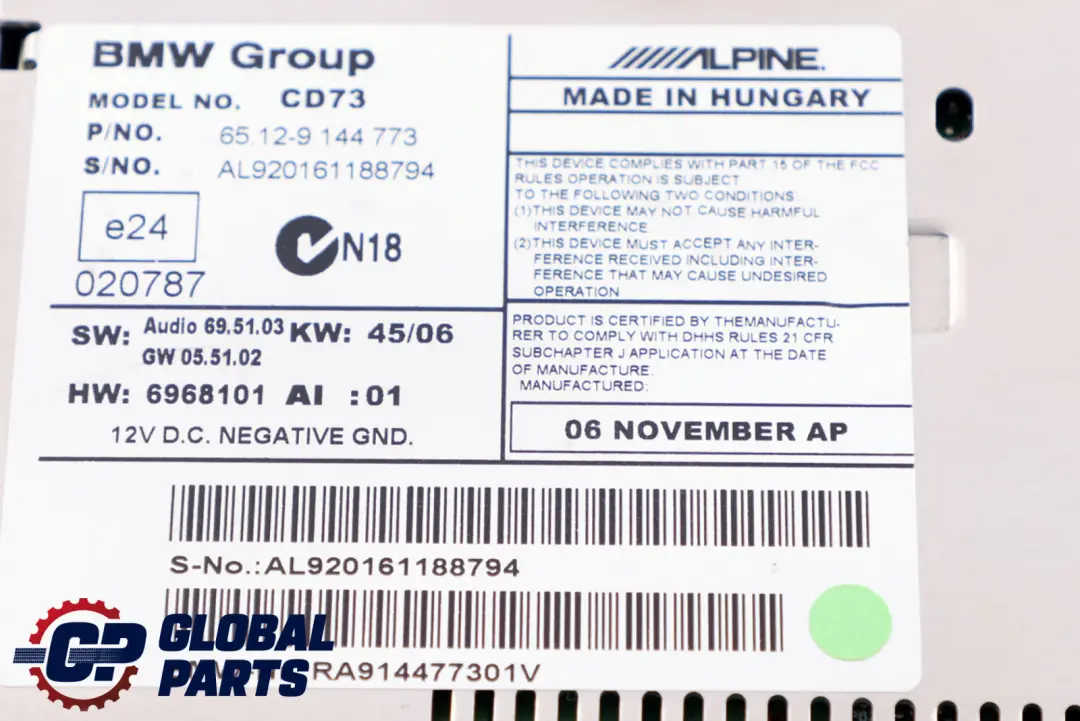 BMW Group
MODEL NO. CD73
P/NO. 65.12-9 144 773
S/NO. AL920161188794
e24
020787
N18
SW: Audio 69.51.03 KW: 45/06
GW 05.51.02
HW: 6968101 AI :01
12V D.C. NEGATIVE GND.
ALPINE.
MADE IN HUNGARY
THIS DEVICE COMPLIES WITH PART 15 OF THE FCC
RULES OPERATION IS SUBJECT
TO THE FOLLOWING TWO CONDITIONS
(1)THIS DEVICE MAY NOT CAUSE HARMFUL
INTERFERENCE.
(2)THIS DEVICE MUST ACCEPT ANY INTER-
FERENCE RECEIVED INCLUDING INTER-
FERENCE THAT MAY CAUSE UNDESIRED
OPERATION
PRODUCT IS CERTIFIED BY THEMANUFACTU-
RER TO COMPLY WITH DHHS RULES 21 CFR
SUBCHAPTER J APPLICATION AT THE DATE
OF MANUFACTURE.
MANUFACTURED:
06 NOVEMBER AP
S-No.:AL920161188794
RA914477301V
GP GLOBAL
PARTS